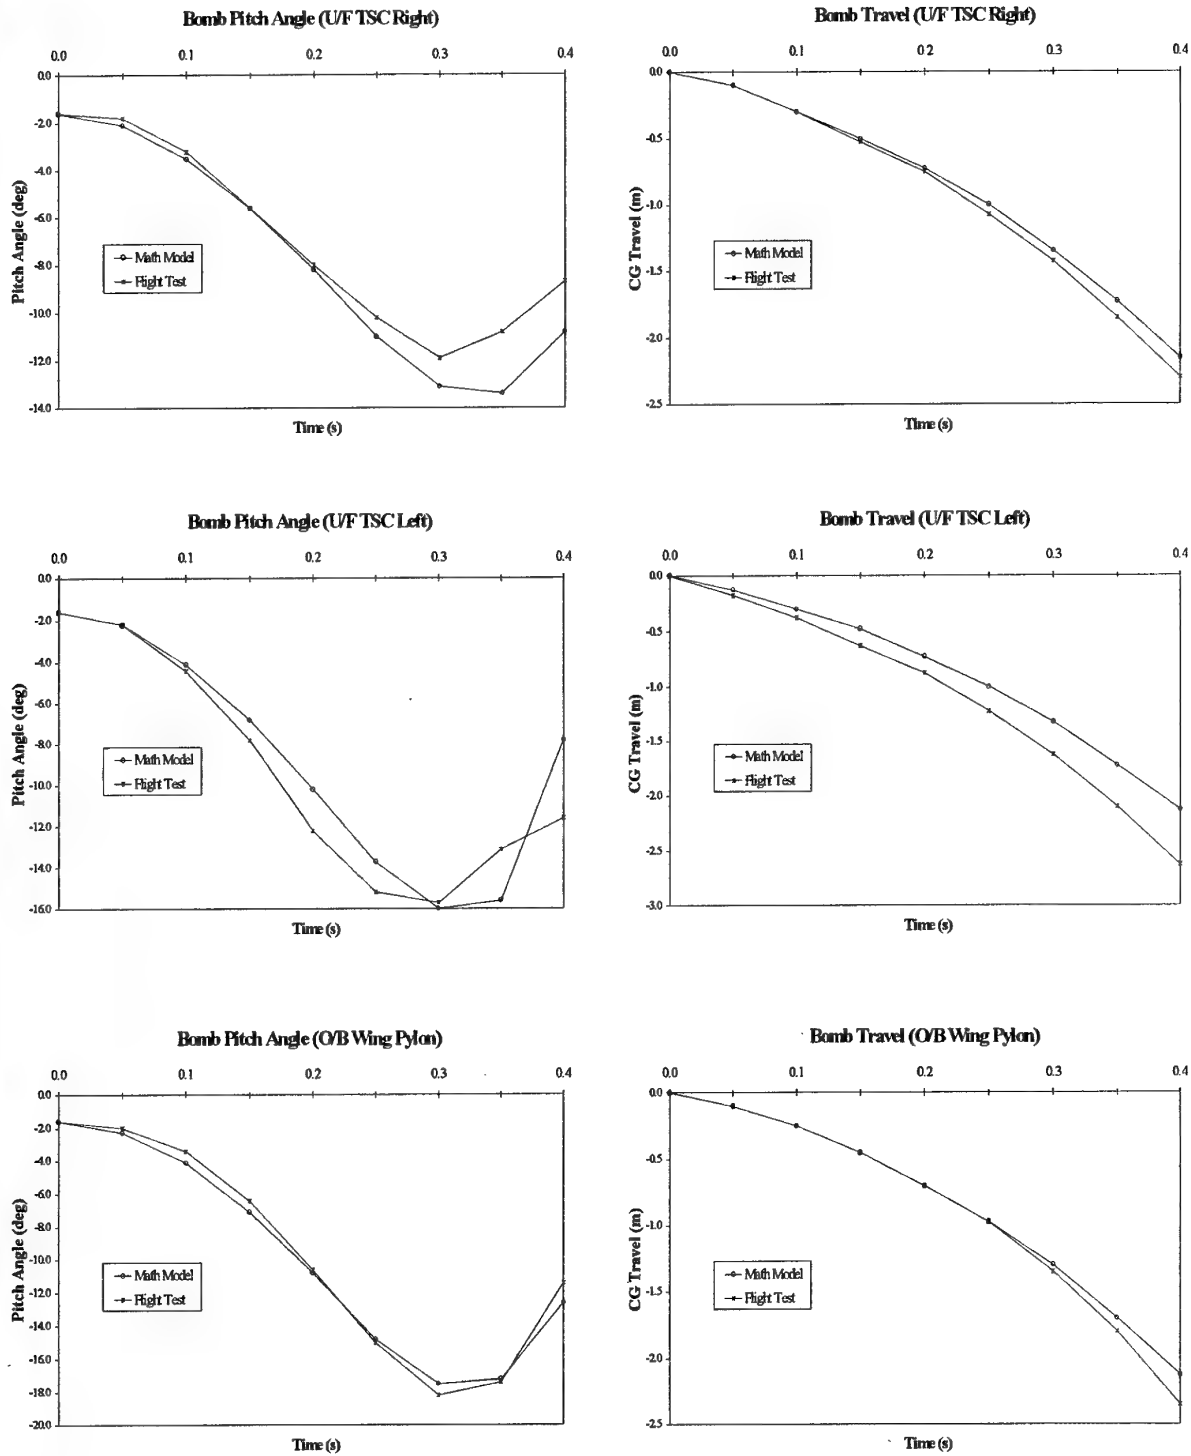 Bomb Pitch Angle (U/F TSC Right)
0.0 0.1 0.2 0.3 0.4
0.0
-2.0
-4.0
-6.0
-8.0
-10.0
-12.0
-14.0
Pitch Angle (deg)
Math Model
Flight Test
Time (s)
Bomb Travel (U/F TSC Right)
0.0 0.1 0.2 0.3 0.4
0.0
-0.5
-1.0
-1.5
-2.0
-2.5
CG Travel (m)
Math Model
Flight Test
Time (s)
Bomb Pitch Angle (U/F TSC Left)
0.0 0.1 0.2 0.3 0.4
0.0
-2.0
-4.0
-6.0
-8.0
-10.0
-12.0
-14.0
-16.0
Pitch Angle (deg)
Math Model
Flight Test
Time (s)
Bomb Travel (U/F TSC Left)
0.0 0.1 0.2 0.3 0.4
0.0
-0.5
-1.0
-1.5
-2.0
-2.5
-3.0
CG Travel (m)
Math Model
Flight Test
Time (s)
Bomb Pitch Angle (O/B Wing Pylon)
0.0 0.1 0.2 0.3 0.4
0.0
-2.0
-4.0
-6.0
-8.0
-10.0
-12.0
-14.0
-16.0
-18.0
-20.0
Pitch Angle (deg)
Math Model
Flight Test
Time (s)
Bomb Travel (O/B Wing Pylon)
0.0 0.1 0.2 0.3 0.4
0.0
-0.5
-1.0
-1.5
-2.0
-2.5
CG Travel (m)
Math Model
Flight Test
Time (s)